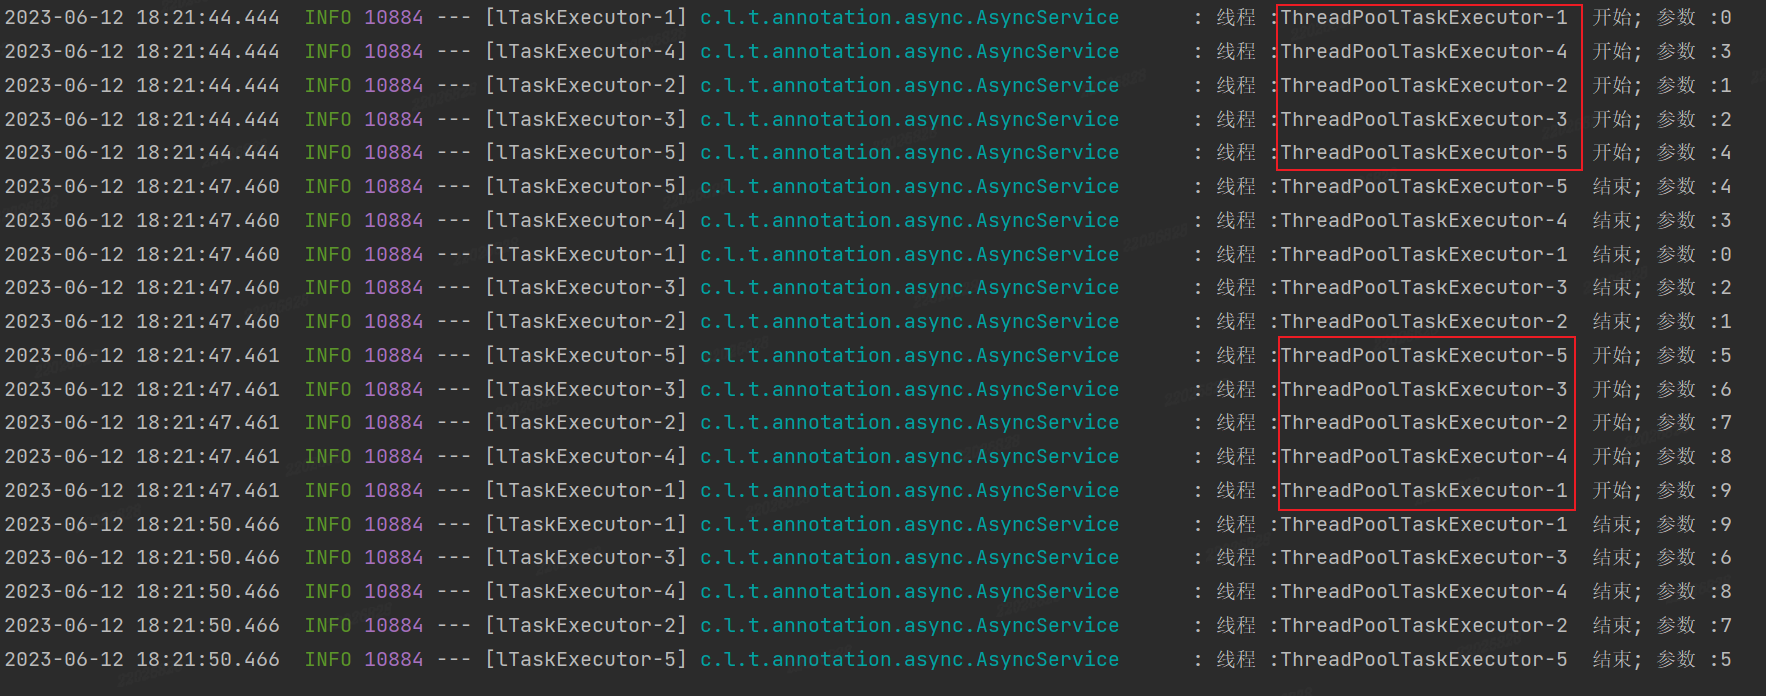 2023-06-12 18:21:44.444  INFO 10884 --- [lTaskExecutor-1] c.l.t.annotation.async.AsyncService      : 线程 :ThreadPoolTaskExecutor-1  开始; 参数 :0
2023-06-12 18:21:44.444  INFO 10884 --- [lTaskExecutor-4] c.l.t.annotation.async.AsyncService      : 线程 :ThreadPoolTaskExecutor-4  开始; 参数 :3
2023-06-12 18:21:44.444  INFO 10884 --- [lTaskExecutor-2] c.l.t.annotation.async.AsyncService      : 线程 :ThreadPoolTaskExecutor-2  开始; 参数 :1
2023-06-12 18:21:44.444  INFO 10884 --- [lTaskExecutor-3] c.l.t.annotation.async.AsyncService      : 线程 :ThreadPoolTaskExecutor-3  开始; 参数 :2
2023-06-12 18:21:44.444  INFO 10884 --- [lTaskExecutor-5] c.l.t.annotation.async.AsyncService      : 线程 :ThreadPoolTaskExecutor-5  开始; 参数 :4
2023-06-12 18:21:47.460  INFO 10884 --- [lTaskExecutor-5] c.l.t.annotation.async.AsyncService      : 线程 :ThreadPoolTaskExecutor-5  结束; 参数 :4
2023-06-12 18:21:47.460  INFO 10884 --- [lTaskExecutor-4] c.l.t.annotation.async.AsyncService      : 线程 :ThreadPoolTaskExecutor-4  结束; 参数 :3
2023-06-12 18:21:47.460  INFO 10884 --- [lTaskExecutor-1] c.l.t.annotation.async.AsyncService      : 线程 :ThreadPoolTaskExecutor-1  结束; 参数 :0
2023-06-12 18:21:47.460  INFO 10884 --- [lTaskExecutor-3] c.l.t.annotation.async.AsyncService      : 线程 :ThreadPoolTaskExecutor-3  结束; 参数 :2
2023-06-12 18:21:47.460  INFO 10884 --- [lTaskExecutor-2] c.l.t.annotation.async.AsyncService      : 线程 :ThreadPoolTaskExecutor-2  结束; 参数 :1
2023-06-12 18:21:47.461  INFO 10884 --- [lTaskExecutor-5] c.l.t.annotation.async.AsyncService      : 线程 :ThreadPoolTaskExecutor-5  开始; 参数 :5
2023-06-12 18:21:47.461  INFO 10884 --- [lTaskExecutor-3] c.l.t.annotation.async.AsyncService      : 线程 :ThreadPoolTaskExecutor-3  开始; 参数 :6
2023-06-12 18:21:47.461  INFO 10884 --- [lTaskExecutor-2] c.l.t.annotation.async.AsyncService      : 线程 :ThreadPoolTaskExecutor-2  开始; 参数 :7
2023-06-12 18:21:47.461  INFO 10884 --- [lTaskExecutor-4] c.l.t.annotation.async.AsyncService      : 线程 :ThreadPoolTaskExecutor-4  开始; 参数 :8
2023-06-12 18:21:47.461  INFO 10884 --- [lTaskExecutor-1] c.l.t.annotation.async.AsyncService      : 线程 :ThreadPoolTaskExecutor-1  开始; 参数 :9
2023-06-12 18:21:50.466  INFO 10884 --- [lTaskExecutor-1] c.l.t.annotation.async.AsyncService      : 线程 :ThreadPoolTaskExecutor-1  结束; 参数 :9
2023-06-12 18:21:50.466  INFO 10884 --- [lTaskExecutor-3] c.l.t.annotation.async.AsyncService      : 线程 :ThreadPoolTaskExecutor-3  结束; 参数 :6
2023-06-12 18:21:50.466  INFO 10884 --- [lTaskExecutor-4] c.l.t.annotation.async.AsyncService      : 线程 :ThreadPoolTaskExecutor-4  结束; 参数 :8
2023-06-12 18:21:50.466  INFO 10884 --- [lTaskExecutor-2] c.l.t.annotation.async.AsyncService      : 线程 :ThreadPoolTaskExecutor-2  结束; 参数 :7
2023-06-12 18:21:50.466  INFO 10884 --- [lTaskExecutor-5] c.l.t.annotation.async.AsyncService      : 线程 :ThreadPoolTaskExecutor-5  结束; 参数 :5